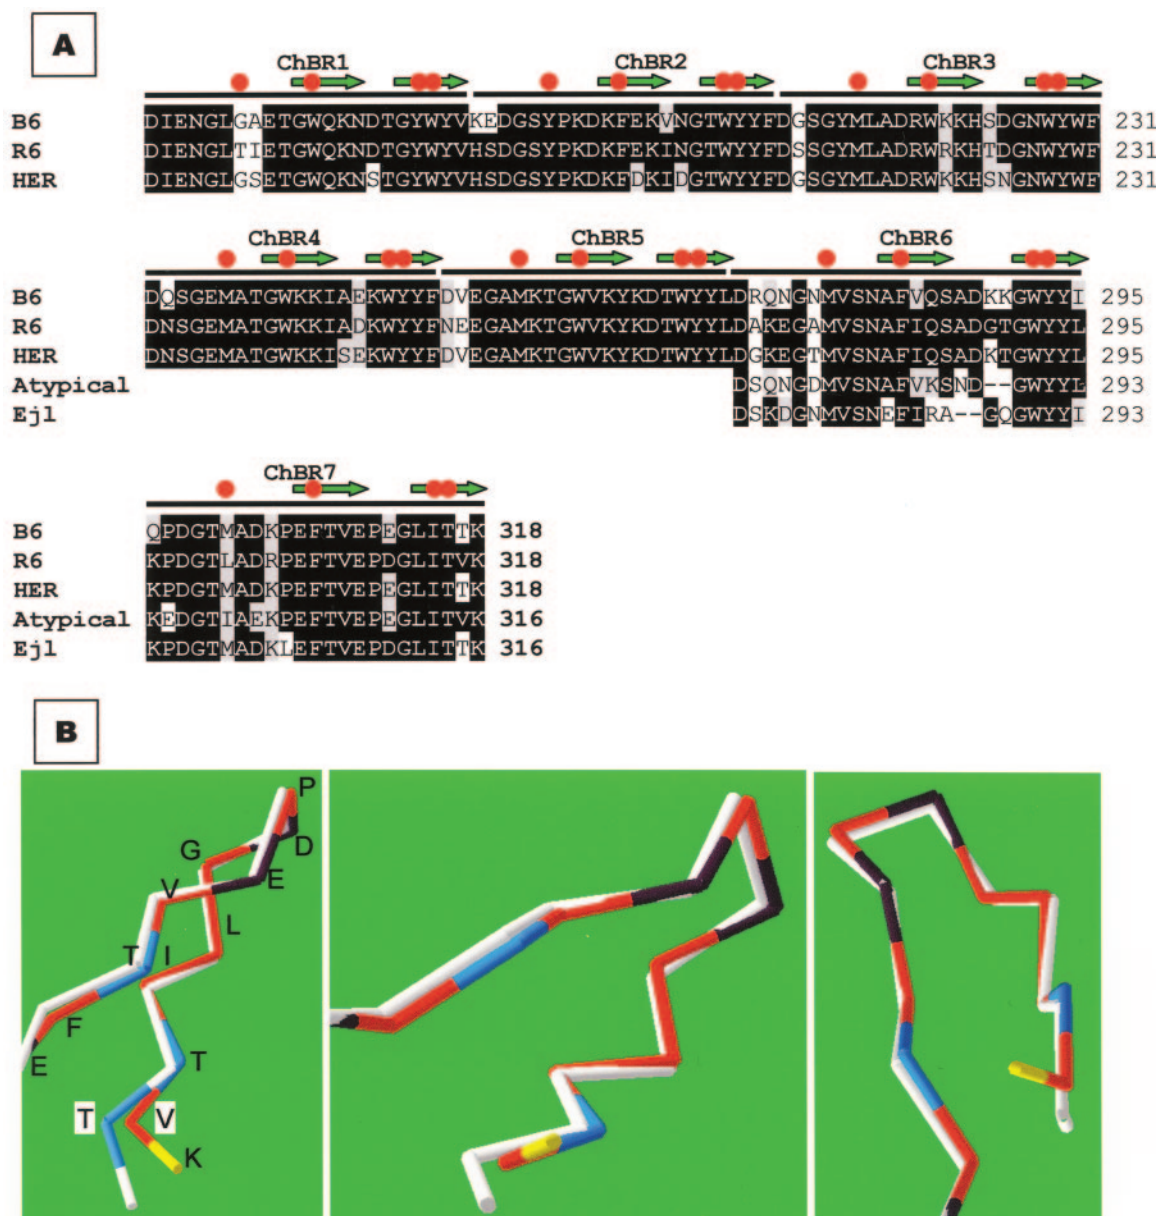 A
ChBR1 ChBR2 ChBR3
B6 DIENGLGAETGWQKNDTGYWYVKEDGSYPKDKFEKVNGTWYYFDGSGYMLADRWKKHSDGNWYWF 231
R6 DIENGLTIETGWQKNDTGYWYVHSDGSYPKDKFEKINGTWYYFDSSGYMLADRWRKHTDGNWYWF 231
HER DIENGLGSETGWQKNSTGYWYVHSDGSYPKDKFDKIDGTWYYFDGSGYMLADRWKKHSNGNWYWF 231
ChBR4 ChBR5 ChBR6
B6 DQSGEMATGWKKIAEKWYYFDVEGAMKTGWVKYKDTWYYLDRQNGNMVSNAFVQSADKKGWYYI 295
R6 DNSGEMATGWKKIADKWYYFNEEGAMKTGWVKYKDTWYYLDAKEGAMVSNAFIQSADGTGWYYL 295
HER DNSGEMATGWKKISEKWYYFDVEGAMKTGWVKYKDTWYYLDGKEGTMVSNAFIQSADKTGWYYL 295
Atypical DSQNGDMVSNAFVKSND--GWYYL 293
Ejl DSKDGNMVSNEFIRA--GQGWYYI 293
ChBR7
B6 QPDGTMADKPEFTVEPEGLITTK 318
R6 KPDGTLADRPEFTVEPDGLITVK 318
HER KPDGTMADKPEFTVEPEGLITTK 318
Atypical KEDGTIAEKPEFTVEPEGLITVK 316
Ejl KPDGTMADKLEFTVEPDGLITTK 316
B
P
D
G
E
V
L
T I
F
E
T
T V
K